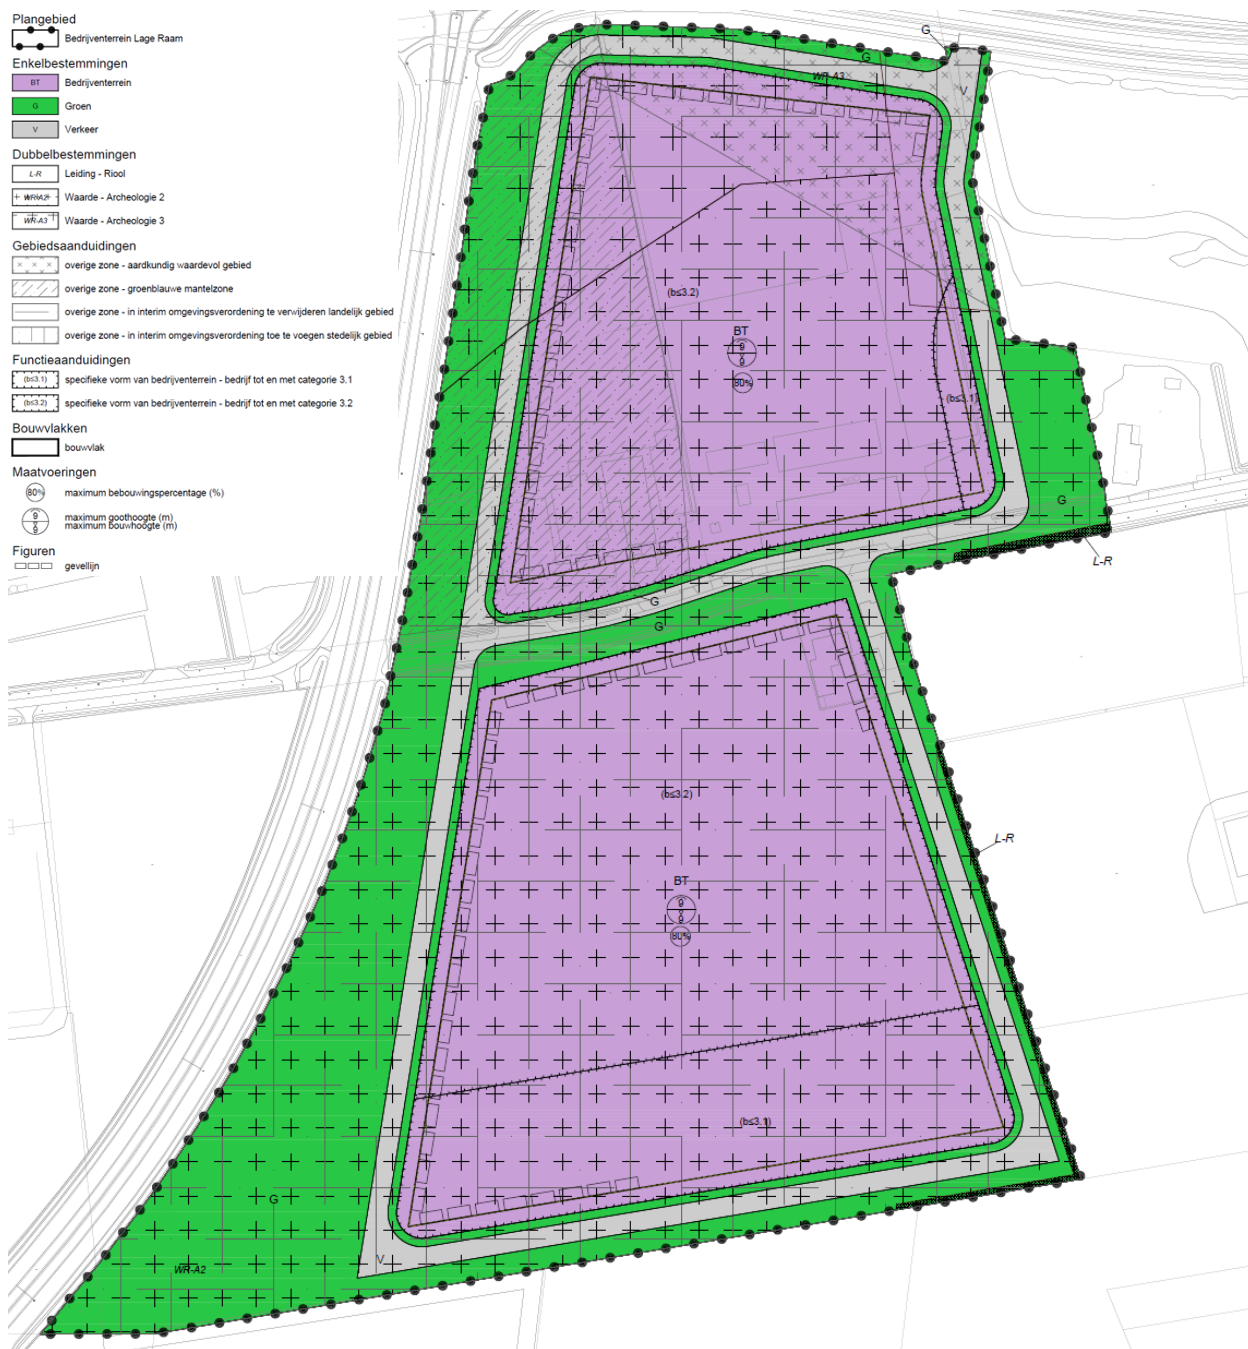 Plangebied
Bedrijventerrein Lage Raam
Enkelbestemmingen
BT Bedrijventerrein
G Groen
V Verkeer
Dubbelbestemmingen
L-R Leiding - Riool
WR-A2 Waarde - Archeologie 2
WR-A3 Waarde - Archeologie 3
Gebiedsaanduidingen
overige zone - aardkundig waardevol gebied
overige zone - groenblauwe mantelzone
overige zone - in interim omgevingsverordening te verwijderen landelijk gebied
overige zone - in interim omgevingsverordening toe te voegen stedelijk gebied
Functieaanduidingen
(b≤3.1) specifieke vorm van bedrijventerrein - bedrijf tot en met categorie 3.1
(b≤3.2) specifieke vorm van bedrijventerrein - bedrijf tot en met categorie 3.2
Bouwvlakken
bouwvlak
Maatvoeringen
80% maximum bebouwingspercentage (%)
9 maximum goothoogte (m)
9 maximum bouwhoogte (m)
Figuren
gevellijn
G
G
WR-A3
V
(b≤3.2)
BT
9
9
80%
(b≤3.1)
G
L-R
G
G
(b≤3.2)
L-R
BT
9
9
80%
(b≤3.1)
G
V
WR-A2